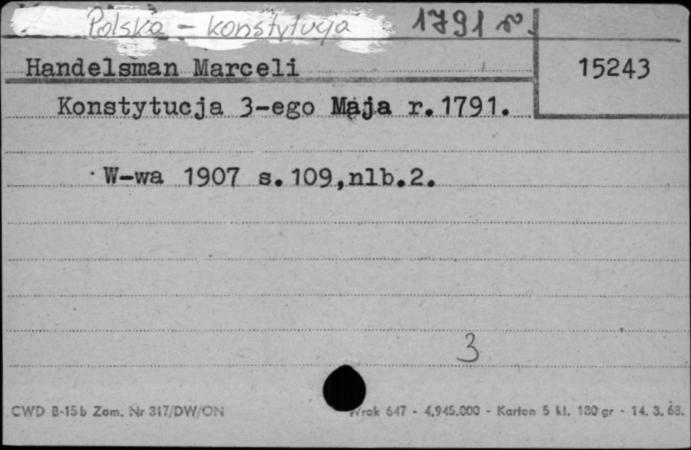 Polska - konstytucja 1791 r.
Handelsman Marceli 15243
Konstytucja 3-ego Maja r.1791.
W-wa 1907 s.109,nlb.2.
3
CWD B-15b Zam. Nr 317/DW/ON rak 647 - 4.945.000 - Karton 5 kl. 180 gr - 14. 3. 68.